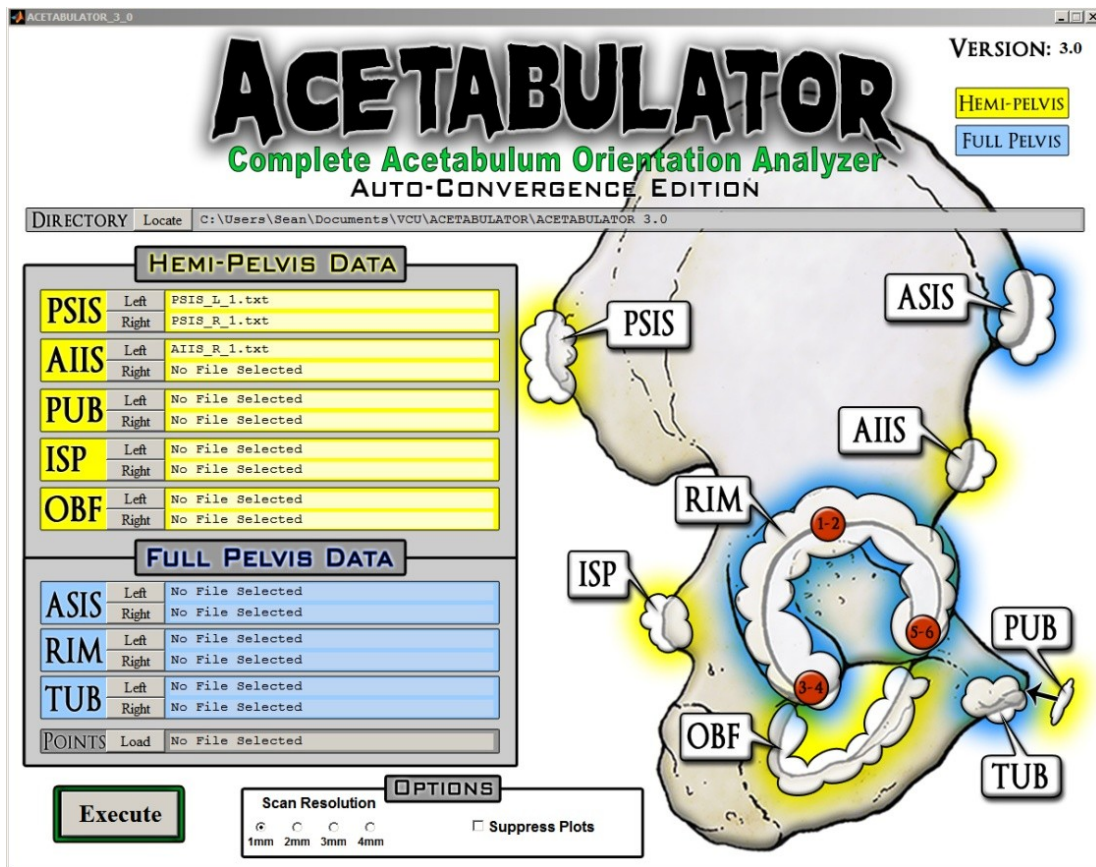 ACETABULATOR_3_0
ACETABULATOR
VERSION: 3.0
HEMI-PELVIS
FULL PELVIS
Complete Acetabulum Orientation Analyzer
AUTO-CONVERGENCE EDITION
DIRECTORY Locate C:\Users\Sean\Documents\VCU\ACETABULATOR\ACETABULATOR 3.0
HEMI-PELVIS DATA
PSIS Left PSIS_L_1.txt
Right PSIS_R_1.txt
AIIS Left AIIS_R_1.txt
Right No File Selected
PUB Left No File Selected
Right No File Selected
ISP Left No File Selected
Right No File Selected
OBF Left No File Selected
Right No File Selected
FULL PELVIS DATA
ASIS Left No File Selected
Right No File Selected
RIM Left No File Selected
Right No File Selected
TUB Left No File Selected
Right No File Selected
POINTS Load No File Selected
Execute
OPTIONS
Scan Resolution
1mm 2mm 3mm 4mm
Suppress Plots
ASIS
PSIS
AIIS
RIM
1-2
ISP
5-6
PUB
3-4
OBF
TUB